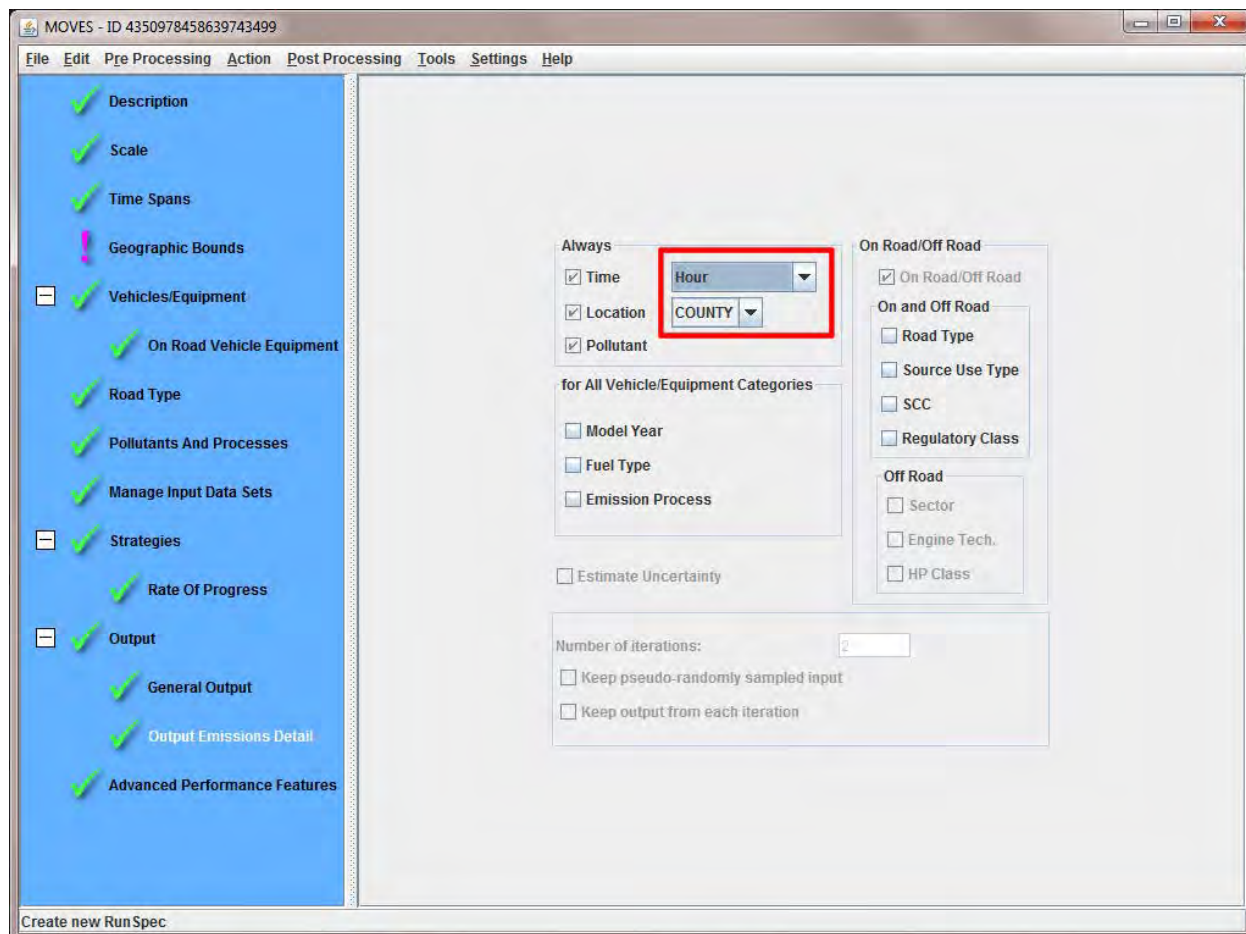 MOVES - ID 4350978458639743499
File Edit Pre Processing Action Post Processing Tools Settings Help
Description
Scale
Time Spans
Geographic Bounds
Vehicles/Equipment
On Road Vehicle Equipment
Road Type
Pollutants And Processes
Manage Input Data Sets
Strategies
Rate Of Progress
Output
General Output
Output Emissions Detail
Advanced Performance Features
Always
Time Hour
Location COUNTY
Pollutant
for All Vehicle/Equipment Categories
Model Year
Fuel Type
Emission Process
On Road/Off Road
On Road/Off Road
On and Off Road
Road Type
Source Use Type
SCC
Regulatory Class
Off Road
Sector
Engine Tech.
HP Class
Estimate Uncertainty
Number of iterations: 2
Keep pseudo-randomly sampled input
Keep output from each iteration
Create new RunSpec